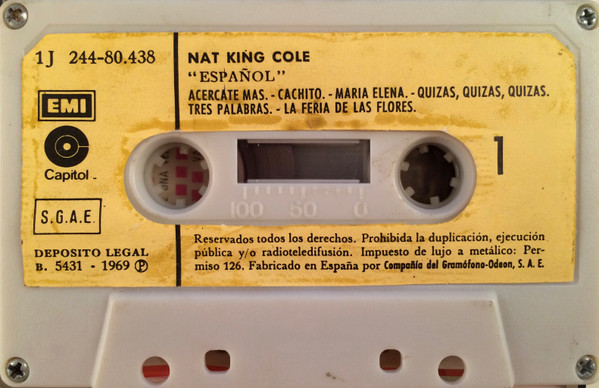 1J 244-80.438
NAT KING COLE
"ESPAÑOL"
ACERCATE MAS. - CACHITO. - MARIA ELENA. - QUIZAS, QUIZAS, QUIZAS.
TRES PALABRAS. - LA FERIA DE LAS FLORES.
EMI
Capitol
S.G.A.E.
1
100 50 0
DEPOSITO LEGAL
B. 5431 - 1969 Ⓟ
Reservados todos los derechos. Prohibida la duplicación, ejecución
pública y/o radioteledifusión. Impuesto de lujo a metálico: Per-
miso 126. Fabricado en España por Compañía del Gramófono-Odeon, S. A. E.